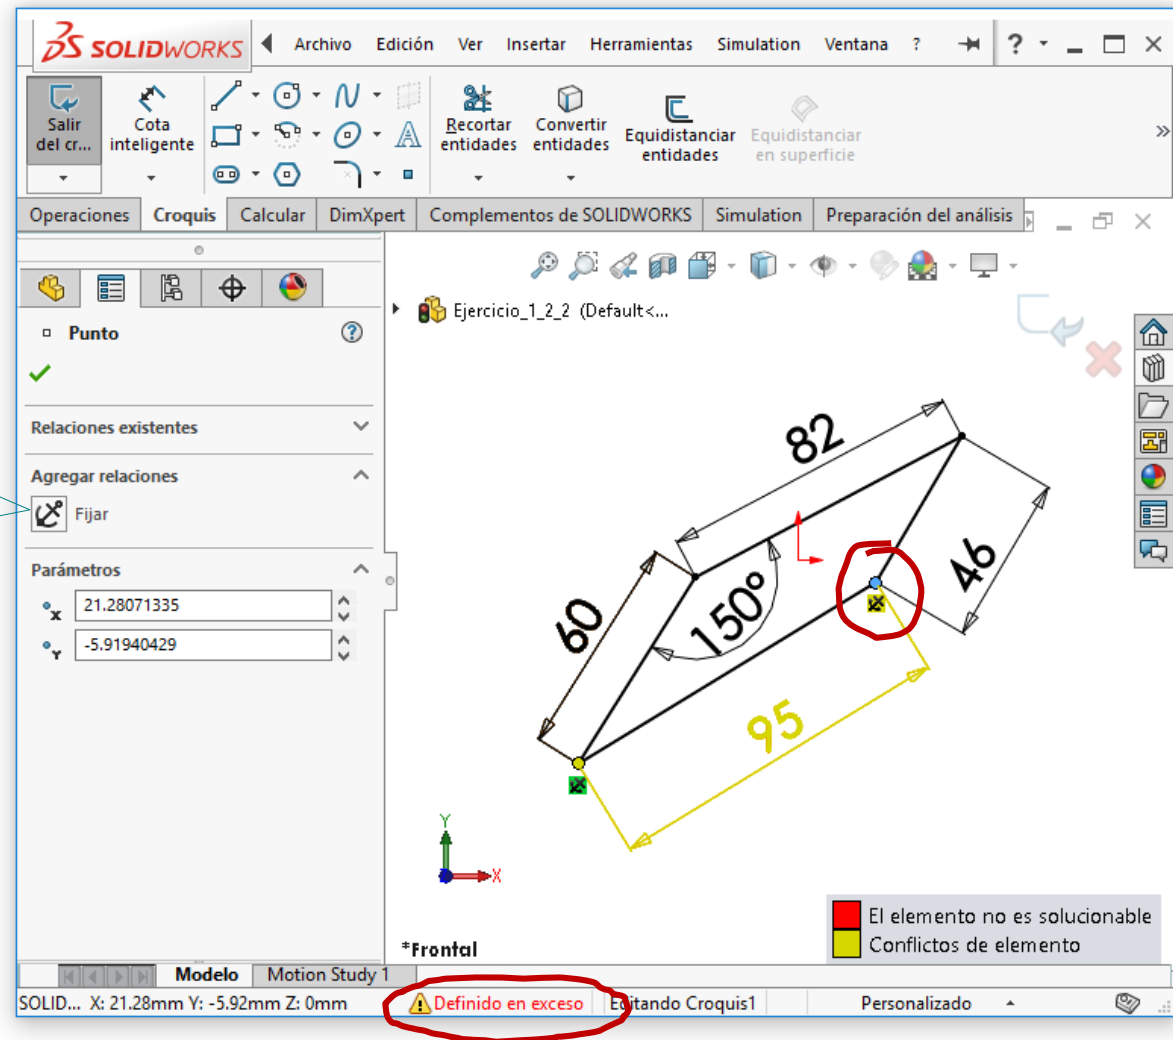 SOLIDWORKS Archivo Edición Ver Insertar Herramientas Simulation Ventana ? ?
Salir del cr...
Cota inteligente
Recortar entidades
Convertir entidades
Equidistanciar entidades
Equidistanciar en superficie
Operaciones Croquis Calcular DimXpert Complementos de SOLIDWORKS Simulation Preparación del análisis
Ejercicio_1_2_2 (Default<...
Punto
Relaciones existentes
Agregar relaciones
Fijar
Parámetros
X 21.28071335
Y -5.91940429
82
46
60
150°
95
Y
X
El elemento no es solucionable
Conflictos de elemento
*Frontal
Modelo Motion Study 1
SOLID... X: 21.28mm Y: -5.92mm Z: 0mm Definido en exceso Editando Croquis1 Personalizado